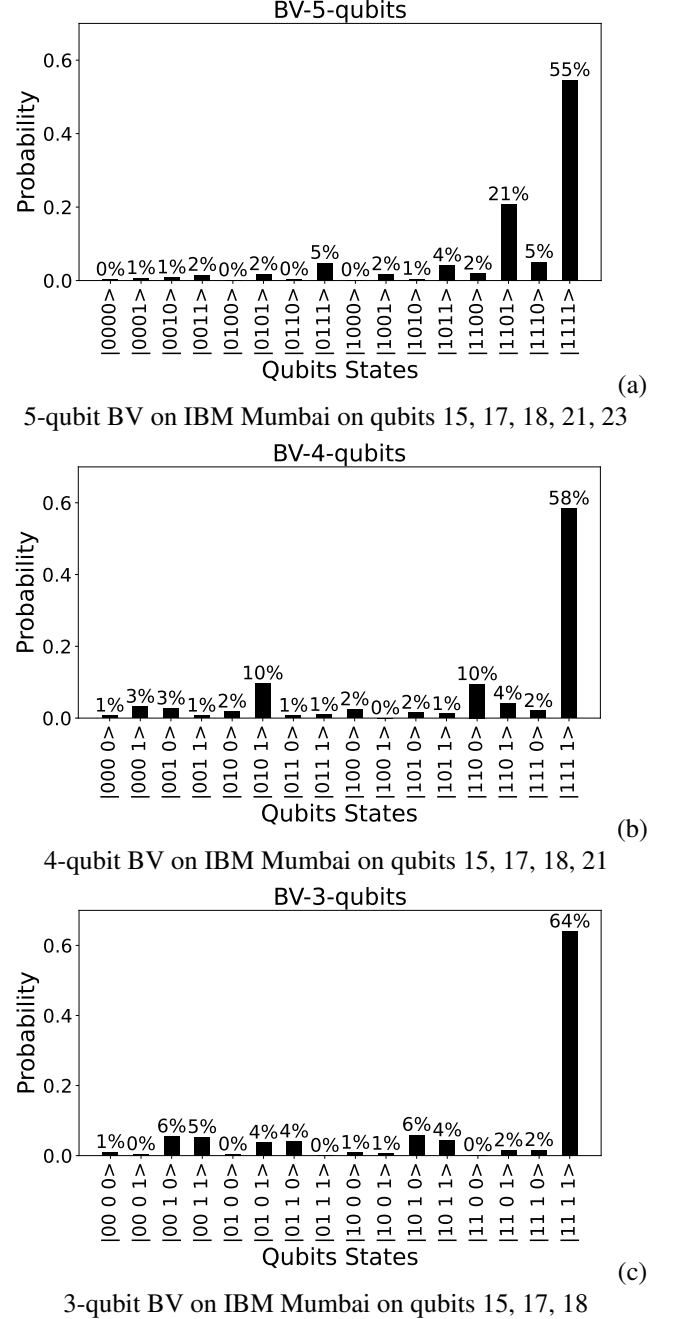 BV-5-qubits
Probability
0.6
0.4
0.2
0.0
0% 1% 1% 2% 0% 2% 0% 5% 0% 2% 1% 4% 2% 21% 5% 55%
|0000> |0001> |0010> |0011> |0100> |0101> |0110> |0111> |1000> |1001> |1010> |1011> |1100> |1101> |1110> |1111>
Qubits States
(a)
5-qubit BV on IBM Mumbai on qubits 15, 17, 18, 21, 23
BV-4-qubits
Probability
0.6
0.4
0.2
0.0
1% 3% 3% 1% 2% 10% 1% 1% 2% 0% 2% 1% 10% 4% 2% 58%
|000 0> |000 1> |001 0> |001 1> |010 0> |010 1> |011 0> |011 1> |100 0> |100 1> |101 0> |101 1> |110 0> |110 1> |111 0> |111 1>
Qubits States
(b)
4-qubit BV on IBM Mumbai on qubits 15, 17, 18, 21
BV-3-qubits
Probability
0.6
0.4
0.2
0.0
1% 0% 6% 5% 0% 4% 4% 0% 1% 1% 6% 4% 0% 2% 2% 64%
|00 0 0> |00 0 1> |00 1 0> |00 1 1> |01 0 0> |01 0 1> |01 1 0> |01 1 1> |10 0 0> |10 0 1> |10 1 0> |10 1 1> |11 0 0> |11 0 1> |11 1 0> |11 1 1>
Qubits States
(c)
3-qubit BV on IBM Mumbai on qubits 15, 17, 18